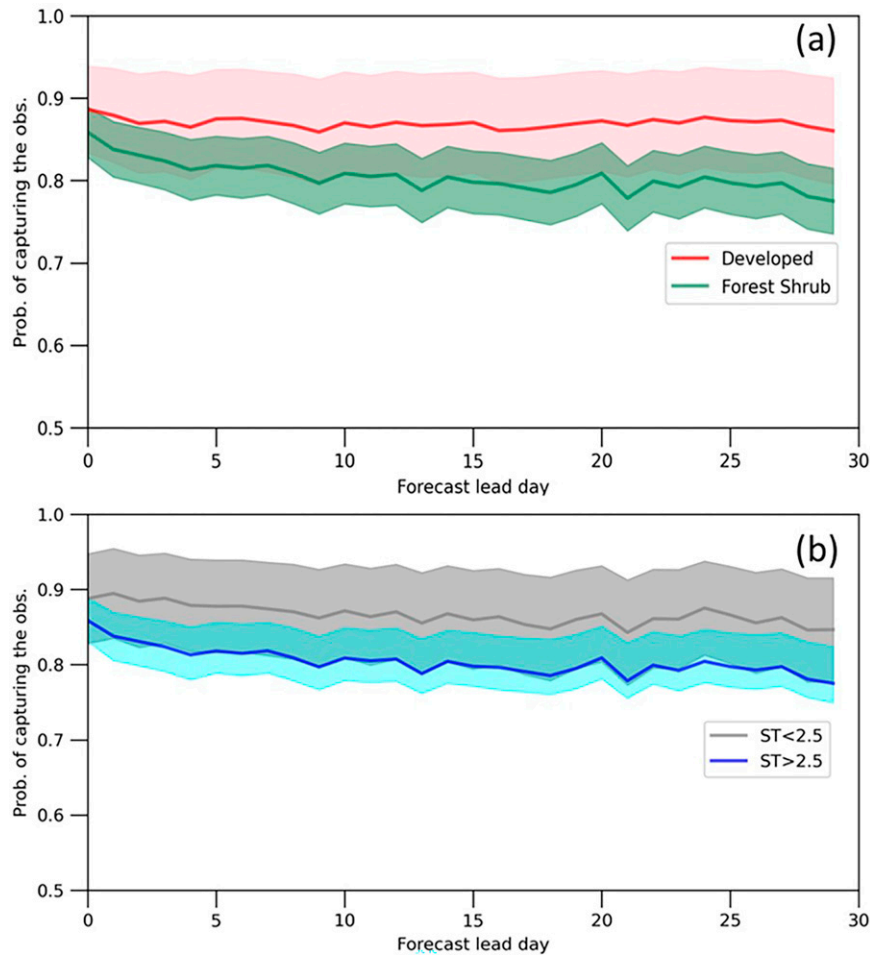 (a)
1.0
0.9
0.8
0.7
0.6
0.5
Prob. of capturing the obs.
Developed
Forest Shrub
0 5 10 15 20 25 30
Forecast lead day
(b)
1.0
0.9
0.8
0.7
0.6
0.5
Prob. of capturing the obs.
ST<2.5
ST>2.5
0 5 10 15 20 25 30
Forecast lead day